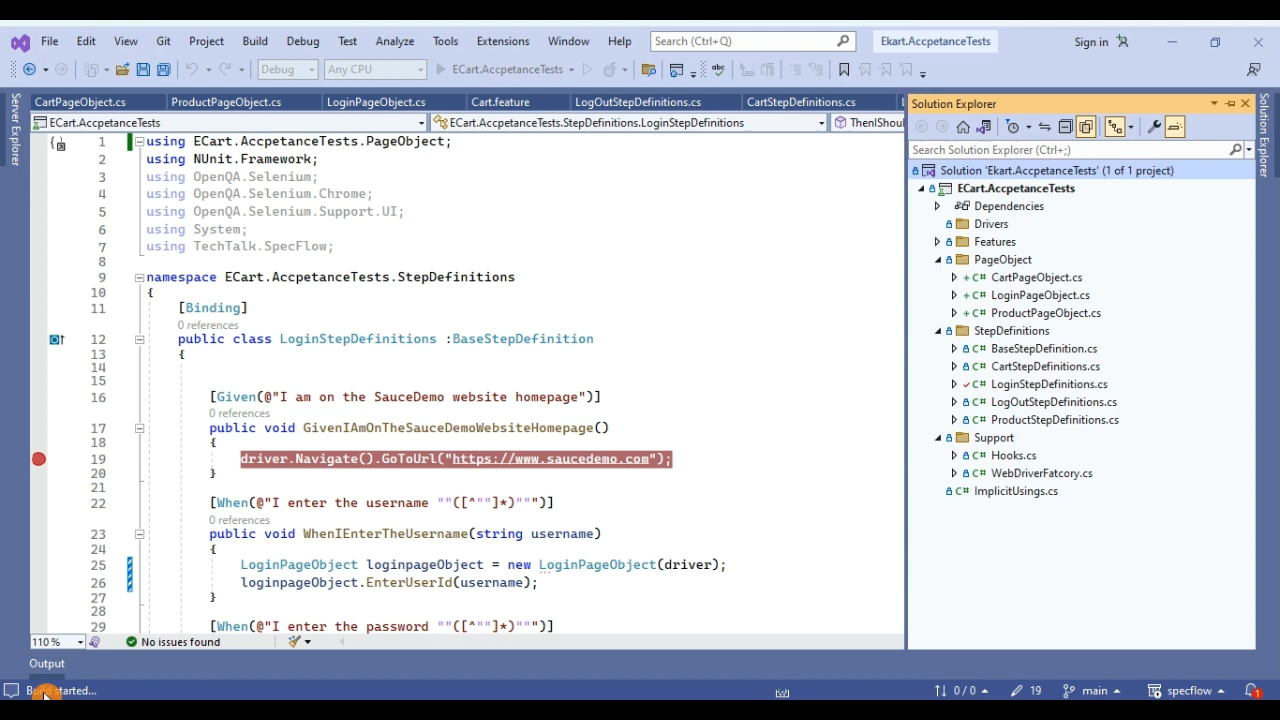 File Edit View Git Project Build Debug Test Analyze Tools Extensions Window Help Search (Ctrl+Q) Ekart.AccpetanceTests Sign in
Debug Any CPU ECart.AccpetanceTests
CartPageObject.cs ProductPageObject.cs LoginPageObject.cs Cart.feature LogOutStepDefinitions.cs CartStepDefinitions.cs
ECart.AccpetanceTests ECart.AccpetanceTests.StepDefinitions.LoginStepDefinitions ThenIShoul
Server Explorer
1 using ECart.AccpetanceTests.PageObject;
2 using NUnit.Framework;
3 using OpenQA.Selenium;
4 using OpenQA.Selenium.Chrome;
5 using OpenQA.Selenium.Support.UI;
6 using System;
7 using TechTalk.SpecFlow;
8
9 namespace ECart.AccpetanceTests.StepDefinitions
10 {
11 [Binding]
0 references
12 public class LoginStepDefinitions :BaseStepDefinition
13 {
14
15
16 [Given(@"I am on the SauceDemo website homepage")]
0 references
17 public void GivenIAmOnTheSauceDemoWebsiteHomepage()
18 {
19 driver.Navigate().GoToUrl("https://www.saucedemo.com");
20 }
21
22 [When(@"I enter the username ""([^""]*)""")]
0 references
23 public void WhenIEnterTheUsername(string username)
24 {
25 LoginPageObject loginpageObject = new LoginPageObject(driver);
26 loginpageObject.EnterUserId(username);
27 }
28
29 [When(@"I enter the password ""([^""]*)""")]
110 % No issues found
Solution Explorer
Search Solution Explorer (Ctrl+;)
Solution 'Ekart.AccpetanceTests' (1 of 1 project)
ECart.AccpetanceTests
Dependencies
Drivers
Features
PageObject
C# CartPageObject.cs
C# LoginPageObject.cs
C# ProductPageObject.cs
StepDefinitions
C# BaseStepDefinition.cs
C# CartStepDefinitions.cs
C# LoginStepDefinitions.cs
C# LogOutStepDefinitions.cs
C# ProductStepDefinitions.cs
Support
C# Hooks.cs
C# WebDriverFatcory.cs
C# ImplicitUsings.cs
Solution Explorer
Output
Build started... 0 / 0 19 main specflow 1